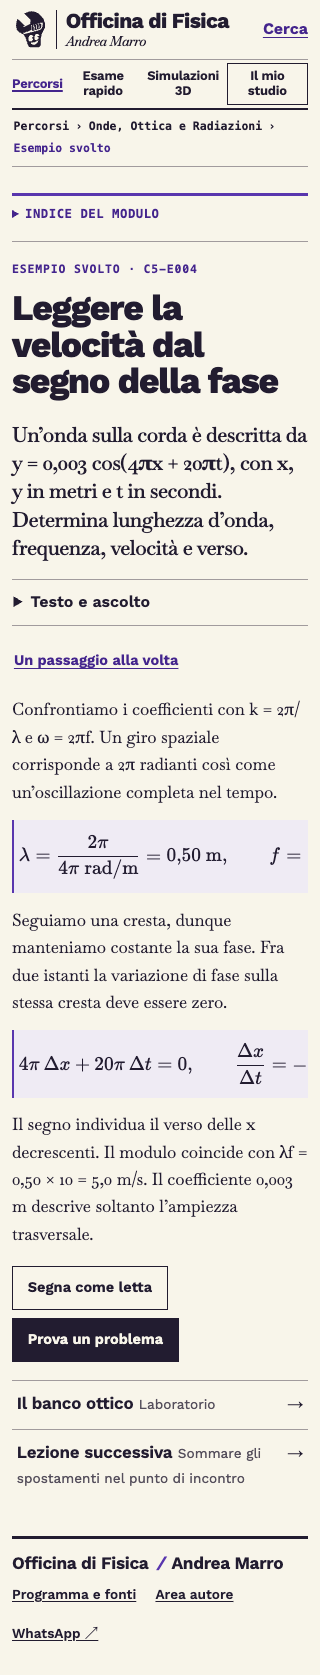 Officina di Fisica
Andrea Marro
Cerca
Percorsi
Esame rapido
Simulazioni 3D
Il mio studio
Percorsi › Onde, Ottica e Radiazioni ›
Esempio svolto
▶ INDICE DEL MODULO
ESEMPIO SVOLTO · C5–E004
Leggere la
velocità dal
segno della fase
Un’onda sulla corda è descritta da
y = 0,003 cos(4πx + 20πt), con x,
y in metri e t in secondi.
Determina lunghezza d’onda,
frequenza, velocità e verso.
▶ Testo e ascolto
Un passaggio alla volta
Confrontiamo i coefficienti con k = 2π/
λ e ω = 2πf. Un giro spaziale
corrisponde a 2π radianti così come
un’oscillazione completa nel tempo.
λ = 2π / 4π rad/m = 0,50 m, f =
Seguiamo una cresta, dunque
manteniamo costante la sua fase. Fra
due istanti la variazione di fase sulla
stessa cresta deve essere zero.
4π Δx + 20π Δt = 0, Δx / Δt = −
Il segno individua il verso delle x
decrescenti. Il modulo coincide con λf =
0,50 × 10 = 5,0 m/s. Il coefficiente 0,003
m descrive soltanto l’ampiezza
trasversale.
Segna come letta
Prova un problema
Il banco ottico Laboratorio →
Lezione successiva Sommare gli →
spostamenti nel punto di incontro
Officina di Fisica / Andrea Marro
Programma e fonti
Area autore
WhatsApp ↗